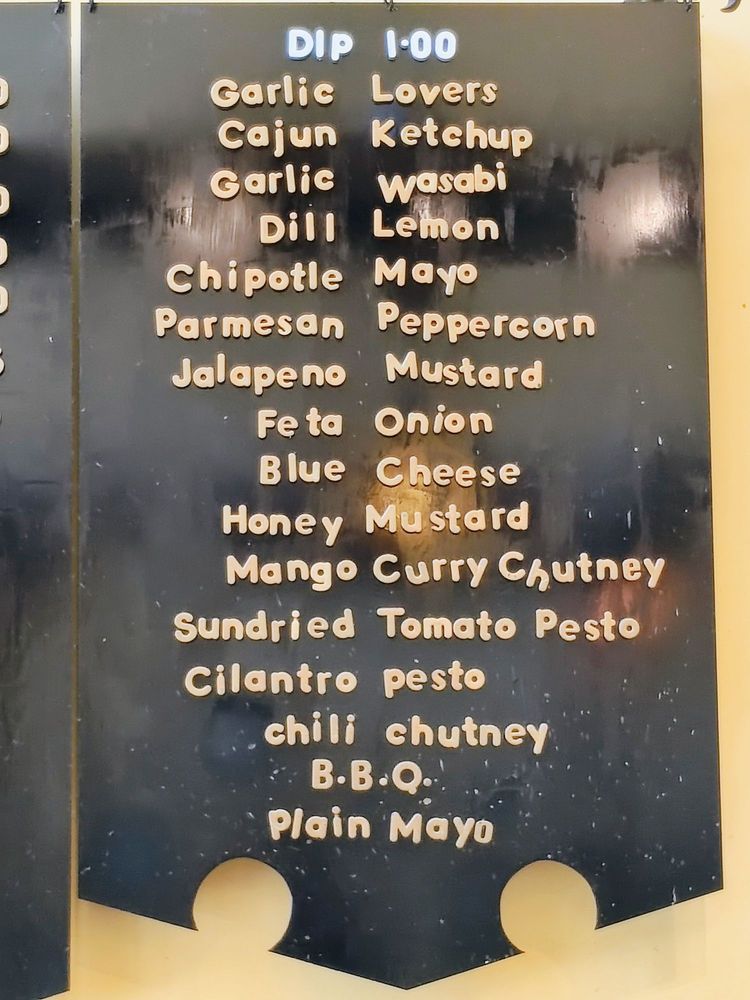 DIP 1.00
Garlic Lovers
Cajun Ketchup
Garlic Wasabi
Dill Lemon
Chipotle Mayo
Parmesan Peppercorn
Jalapeno Mustard
Feta Onion
Blue Cheese
Honey Mustard
Mango Curry Chutney
Sundried Tomato Pesto
Cilantro pesto
chili chutney
B.B.Q.
Plain Mayo